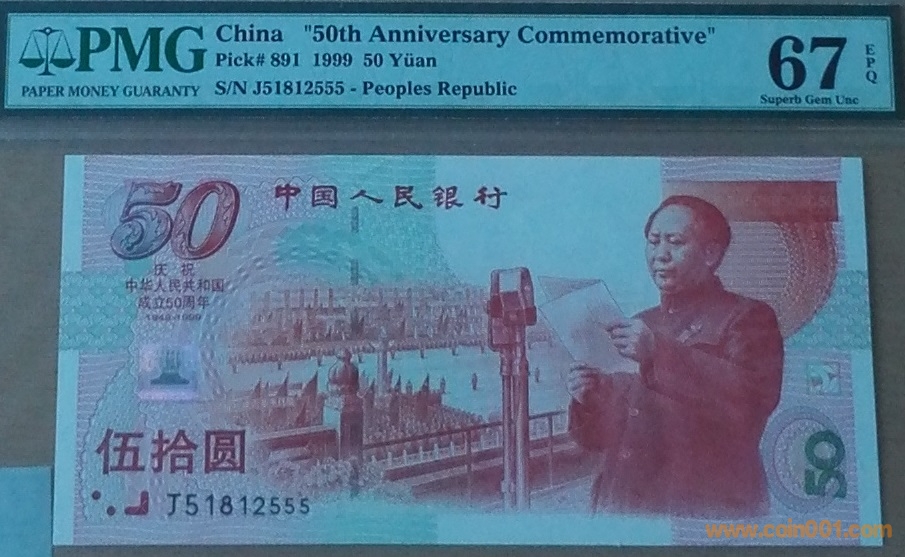 PMG
PAPER MONEY GUARANTY
China "50th Anniversary Commemorative"
Pick# 891 1999 50 Yüan
S/N J51812555 - Peoples Republic
67
EPQ
Superb Gem Unc
50
中国人民银行
庆祝
中华人民共和国
成立50周年
1949-1999
伍拾圆
J51812555
50
www.coin001.com